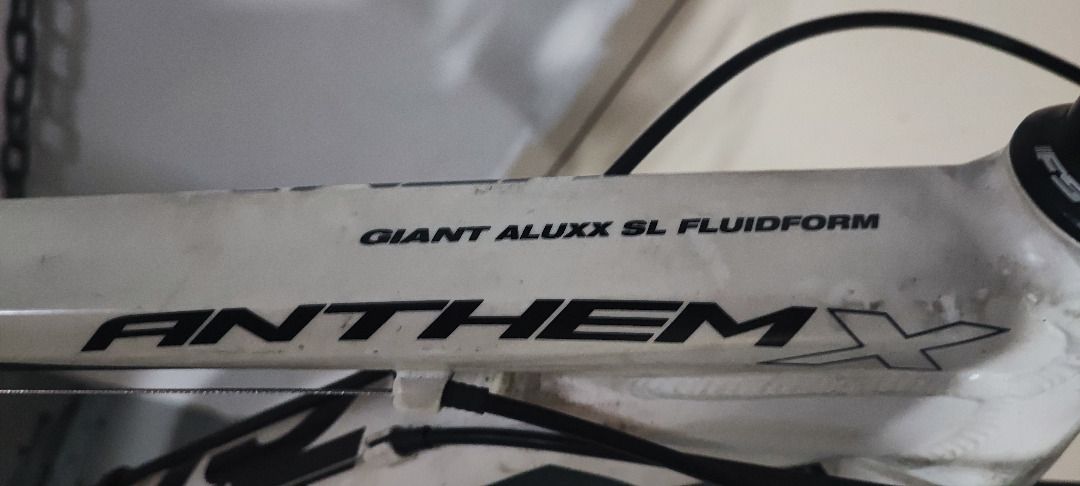 GIANT ALUXX SL FLUIDFORM
ANTHEM X